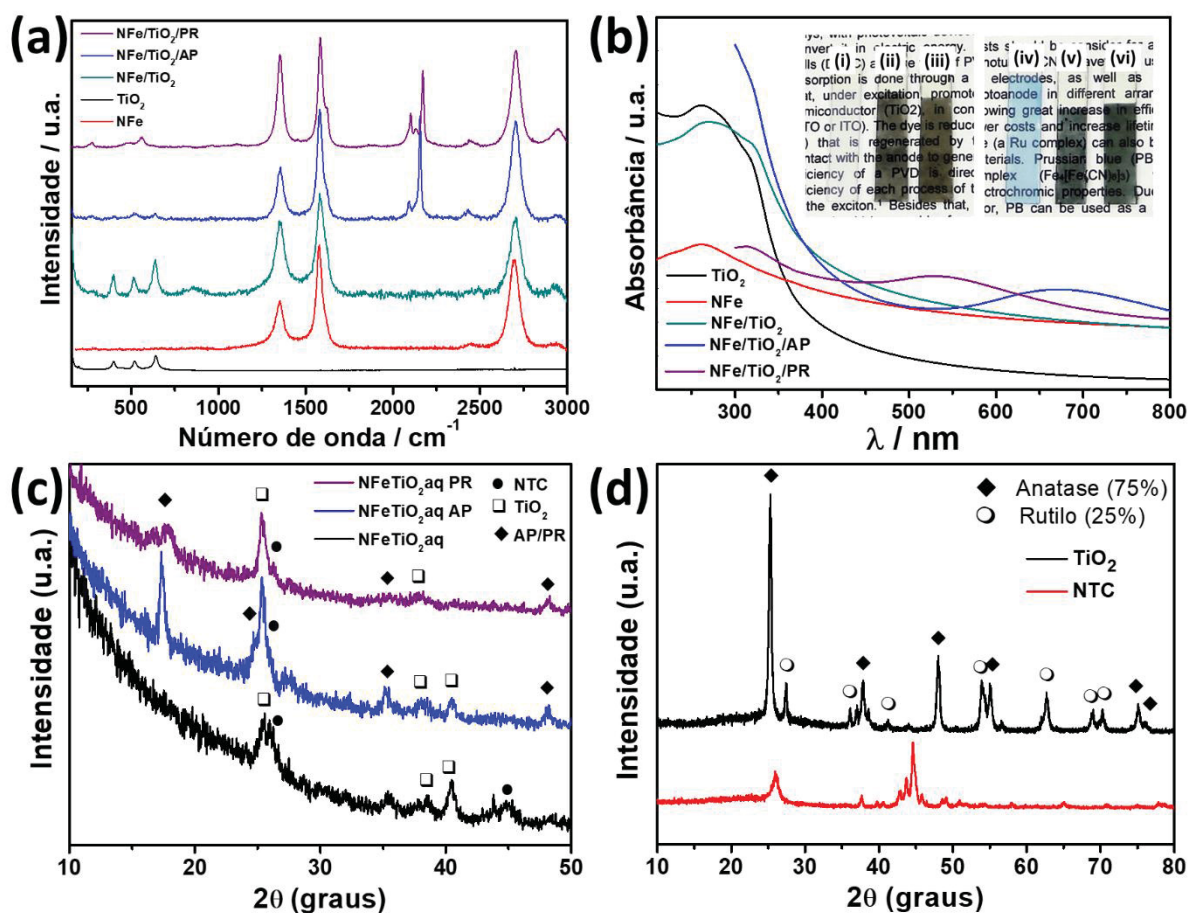 (a)
NFe/TiO₂/PR
NFe/TiO₂/AP
NFe/TiO₂
TiO₂
NFe
Intensidade / u.a.
500 1000 1500 2000 2500 3000
Número de onda / cm⁻¹
(b)
(i) (ii) (iii) (iv) (v) (vi)
Absorbância / u.a.
TiO₂
NFe
NFe/TiO₂
NFe/TiO₂/AP
NFe/TiO₂/PR
300 400 500 600 700 800
λ / nm
(c)
NFeTiO₂aq PR
NFeTiO₂aq AP
NFeTiO₂aq
NTC
TiO₂
AP/PR
Intensidade (u.a.)
10 20 30 40 50
2θ (graus)
(d)
Anatase (75%)
Rutilo (25%)
TiO₂
NTC
Intensidade (u.a.)
10 20 30 40 50 60 70 80
2θ (graus)